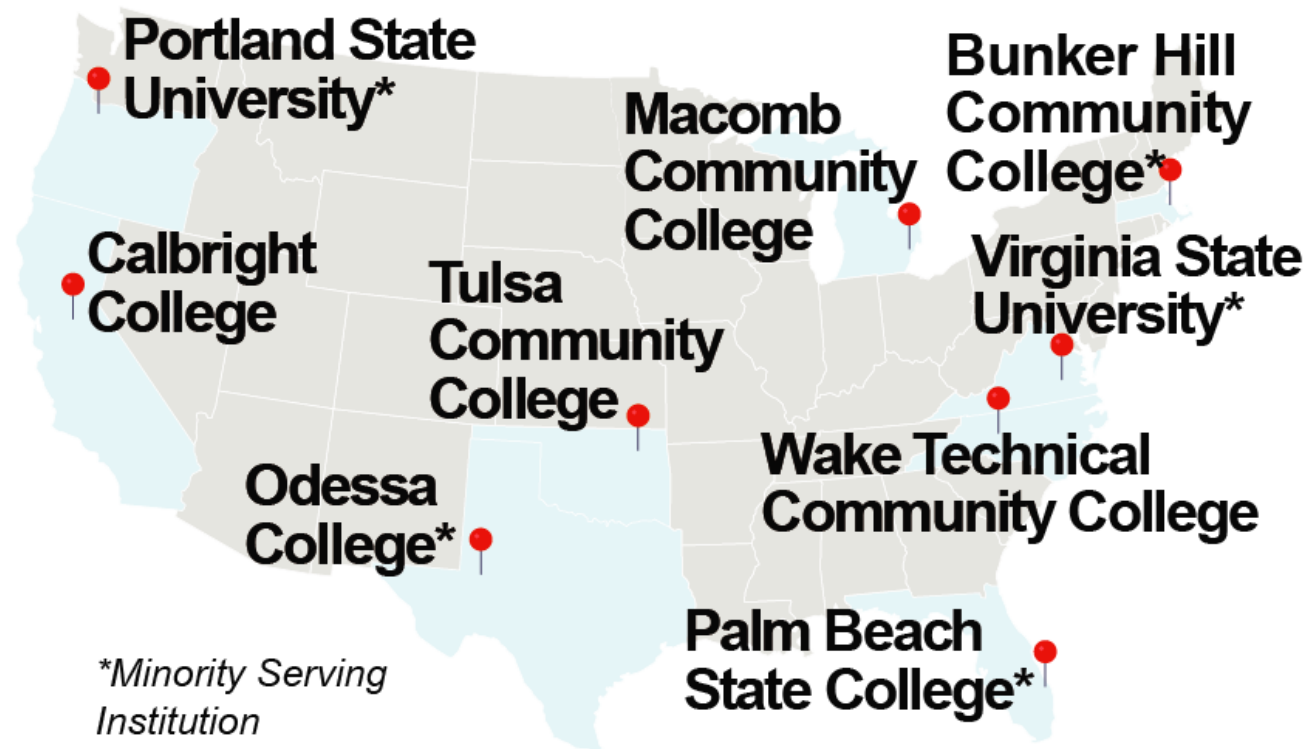 Portland State
University*
Bunker Hill
Community
College*
Macomb
Community
College
Calbright
College
Tulsa
Community
College
Virginia State
University*
Wake Technical
Community College
Odessa
College*
Palm Beach
State College*
*Minority Serving
Institution